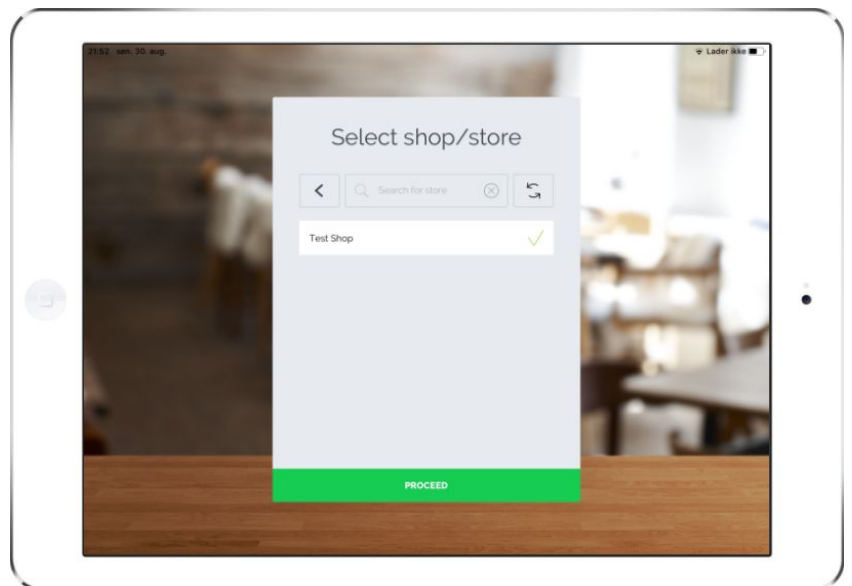 21:52 søn. 30. aug.
Lader ikke
Select shop/store
Search for store
Test Shop
PROCEED